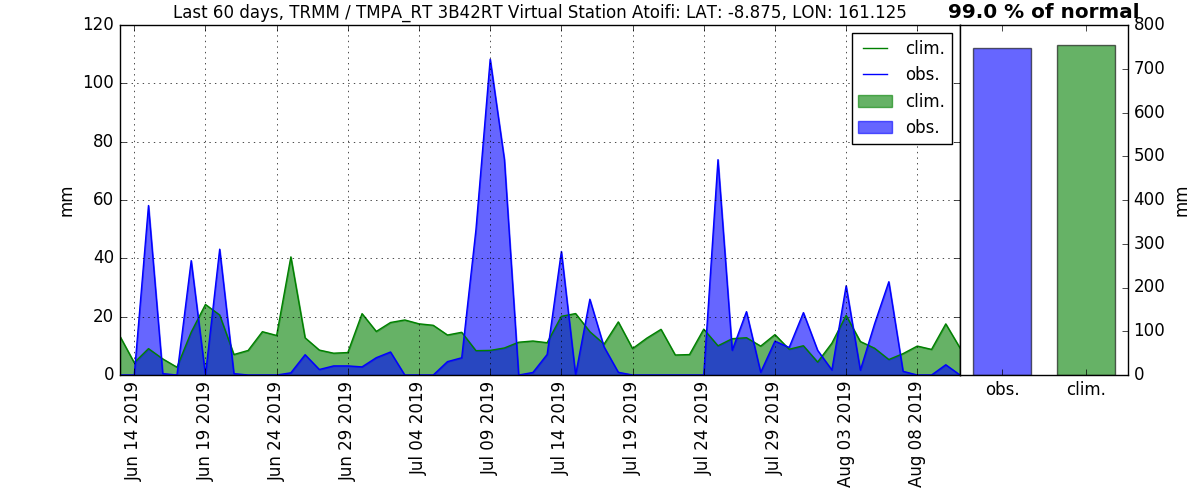 Last 60 days, TRMM / TMPA_RT 3B42RT Virtual Station Atoifi: LAT: -8.875, LON: 161.125
99.0 % of normal
120
100
80
60
40
20
0
mm
clim.
obs.
clim.
obs.
800
700
600
500
400
300
200
100
0
mm
Jun 14 2019
Jun 19 2019
Jun 24 2019
Jun 29 2019
Jul 04 2019
Jul 09 2019
Jul 14 2019
Jul 19 2019
Jul 24 2019
Jul 29 2019
Aug 03 2019
Aug 08 2019
obs.
clim.